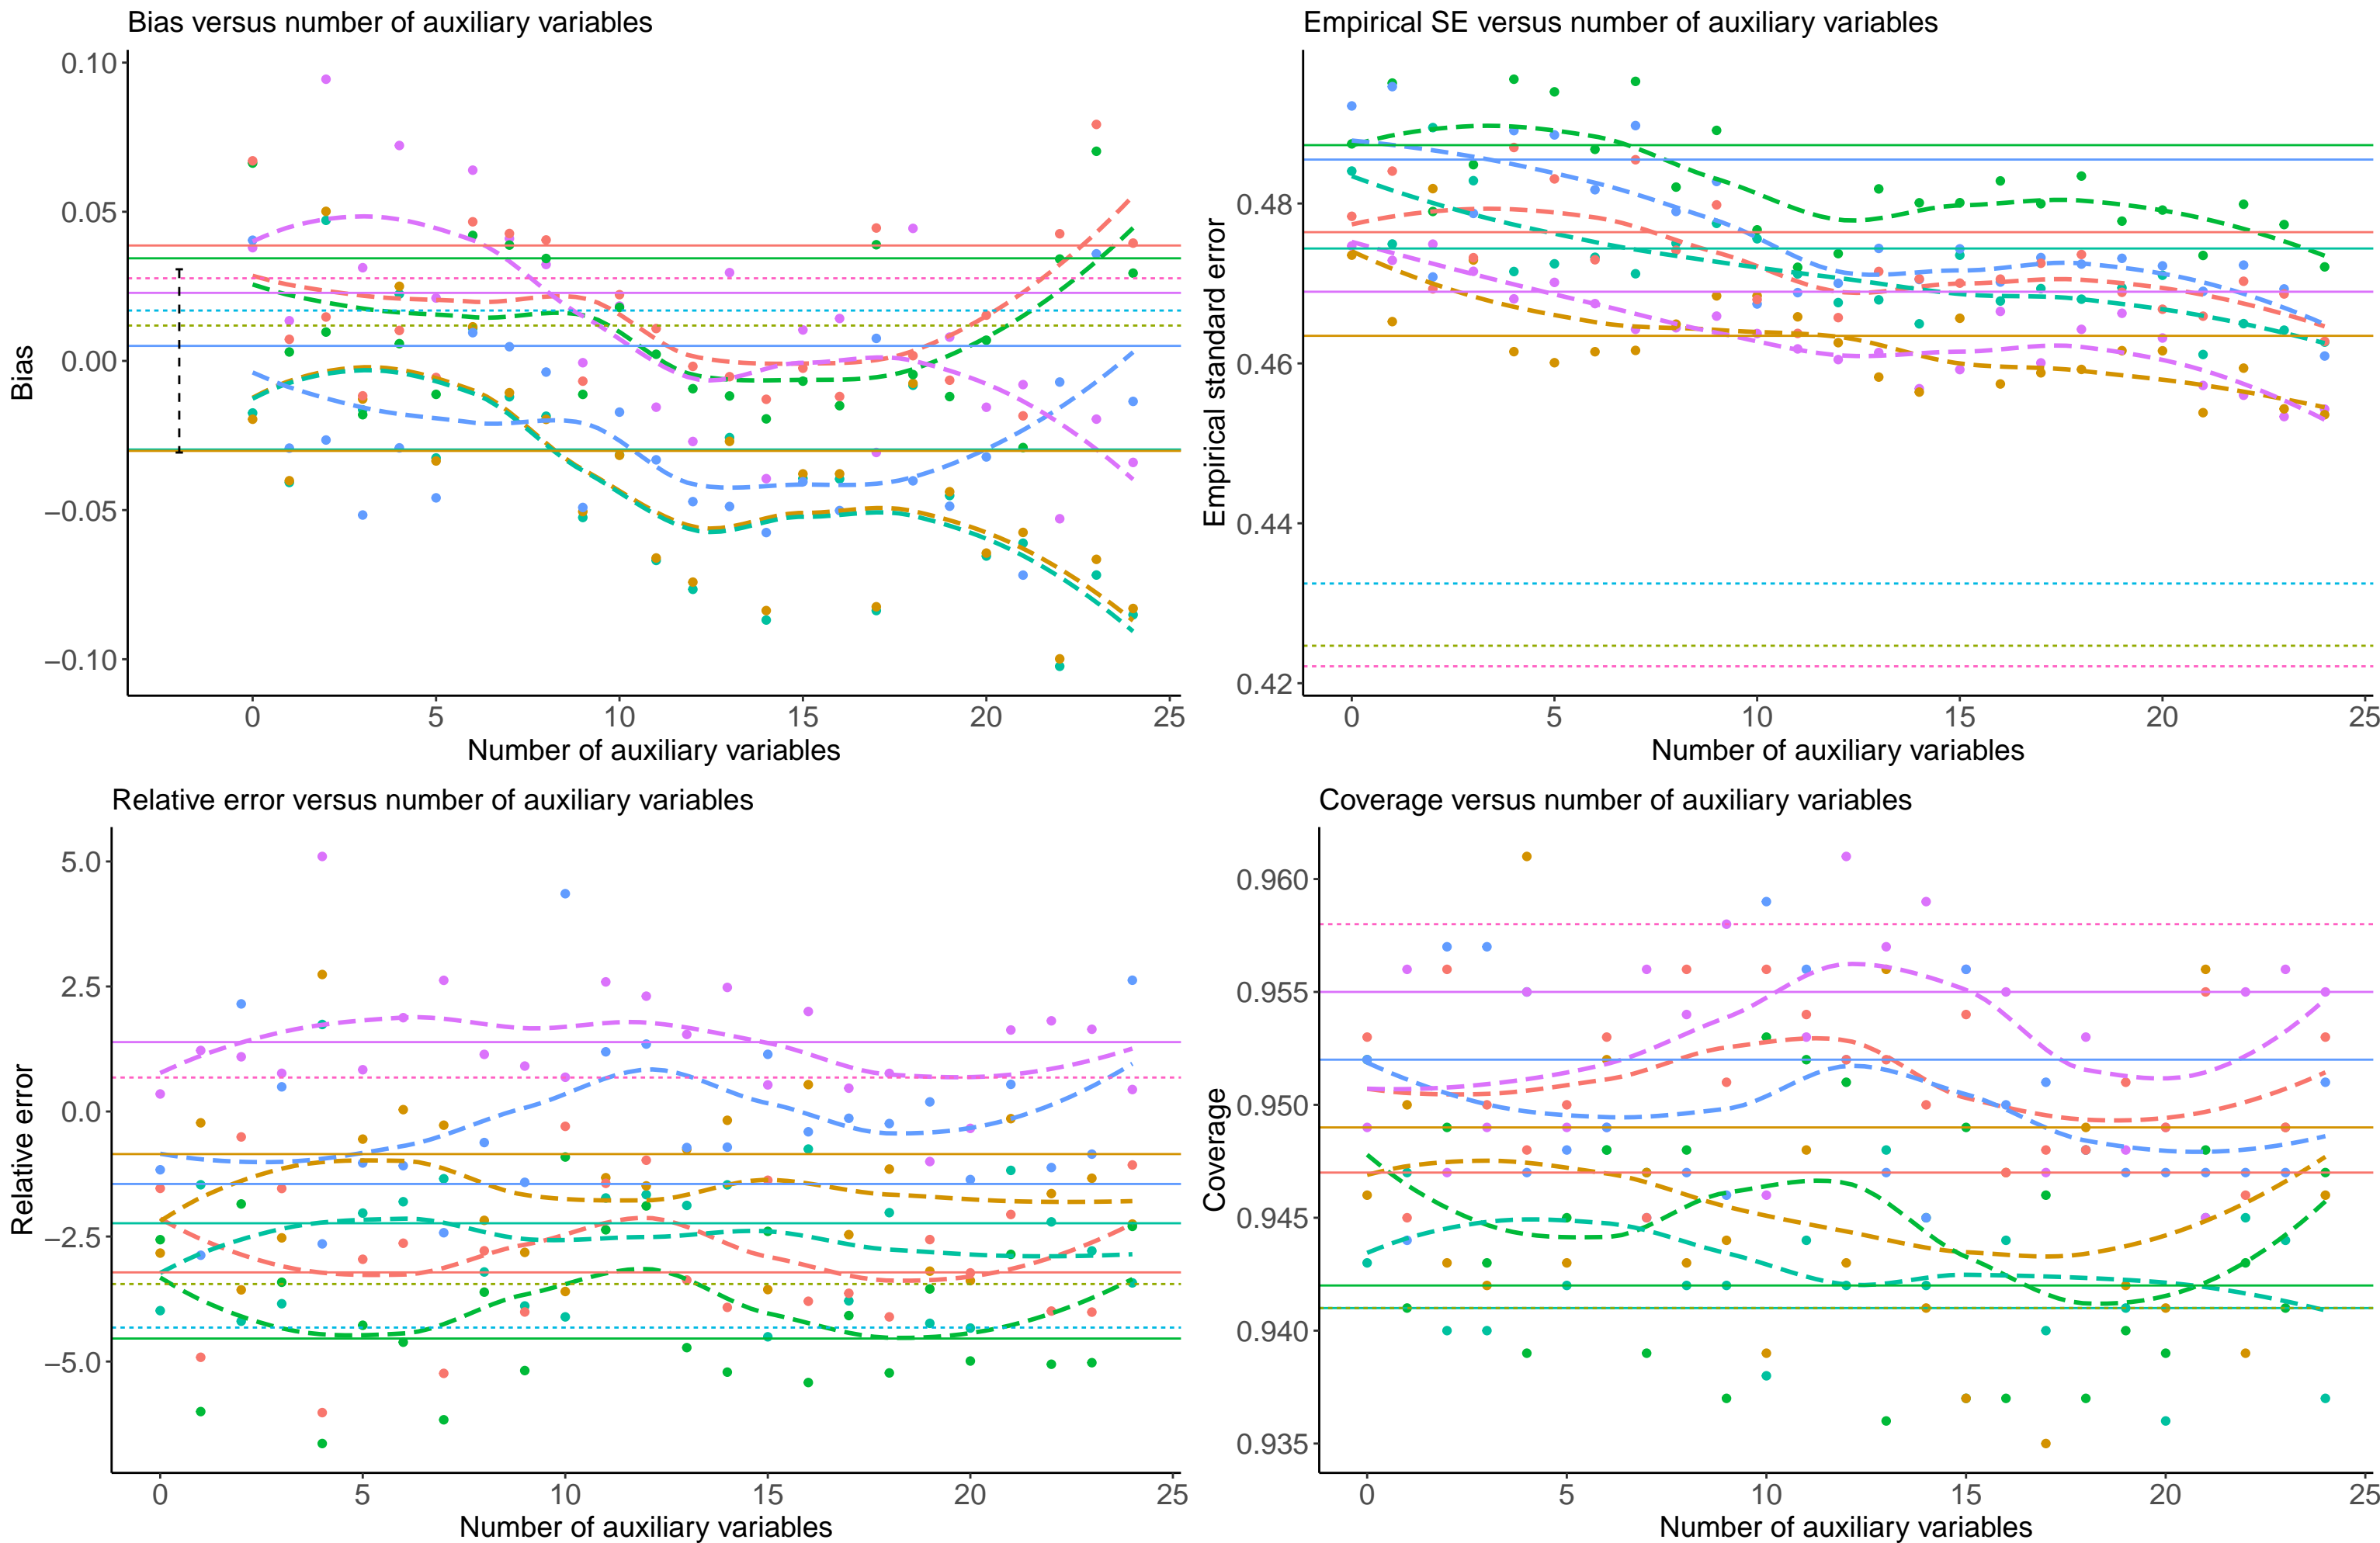 Bias versus number of auxiliary variables
0.10
0.05
0.00
−0.05
−0.10
Bias
0 5 10 15 20 25
Number of auxiliary variables
Empirical SE versus number of auxiliary variables
0.48
0.46
0.44
0.42
Empirical standard error
0 5 10 15 20 25
Number of auxiliary variables
Relative error versus number of auxiliary variables
5.0
2.5
0.0
−2.5
−5.0
Relative error
0 5 10 15 20 25
Number of auxiliary variables
Coverage versus number of auxiliary variables
0.960
0.955
0.950
0.945
0.940
0.935
Coverage
0 5 10 15 20 25
Number of auxiliary variables